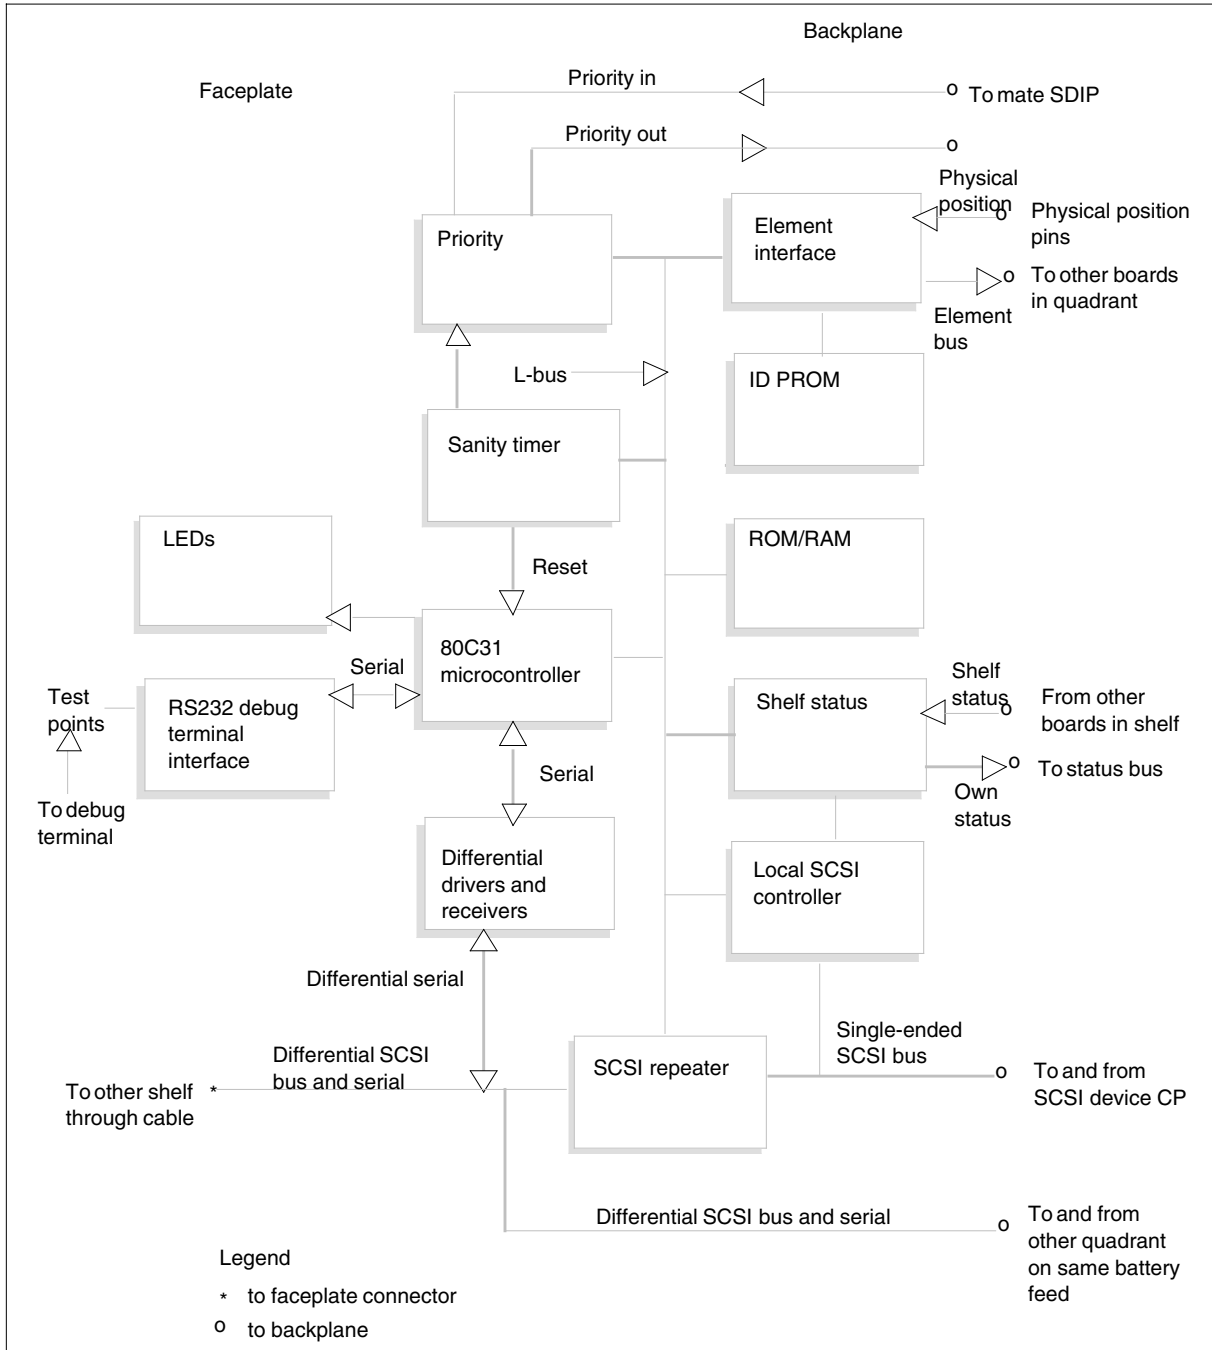 Backplane
Faceplate
Priority in
To mate SDIP
o
Priority out
o
Physical
position
o
Physical position
pins
Priority
Element
interface
o
To other boards
in quadrant
Element
bus
L-bus
ID PROM
Sanity timer
LEDs
ROM/RAM
Reset
80C31
microcontroller
Serial
Test
points
RS232 debug
terminal
interface
Shelf status
Shelf
status
o
From other
boards in shelf
o
To status bus
Own
status
Serial
To debug
terminal
Differential
drivers and
receivers
Local SCSI
controller
Differential serial
Single-ended
SCSI bus
Differential SCSI
bus and serial
SCSI repeater
To other shelf
through cable
*
o
To and from
SCSI device CP
Differential SCSI bus and serial
o
To and from
other quadrant
on same battery
feed
Legend
* to faceplate connector
o to backplane